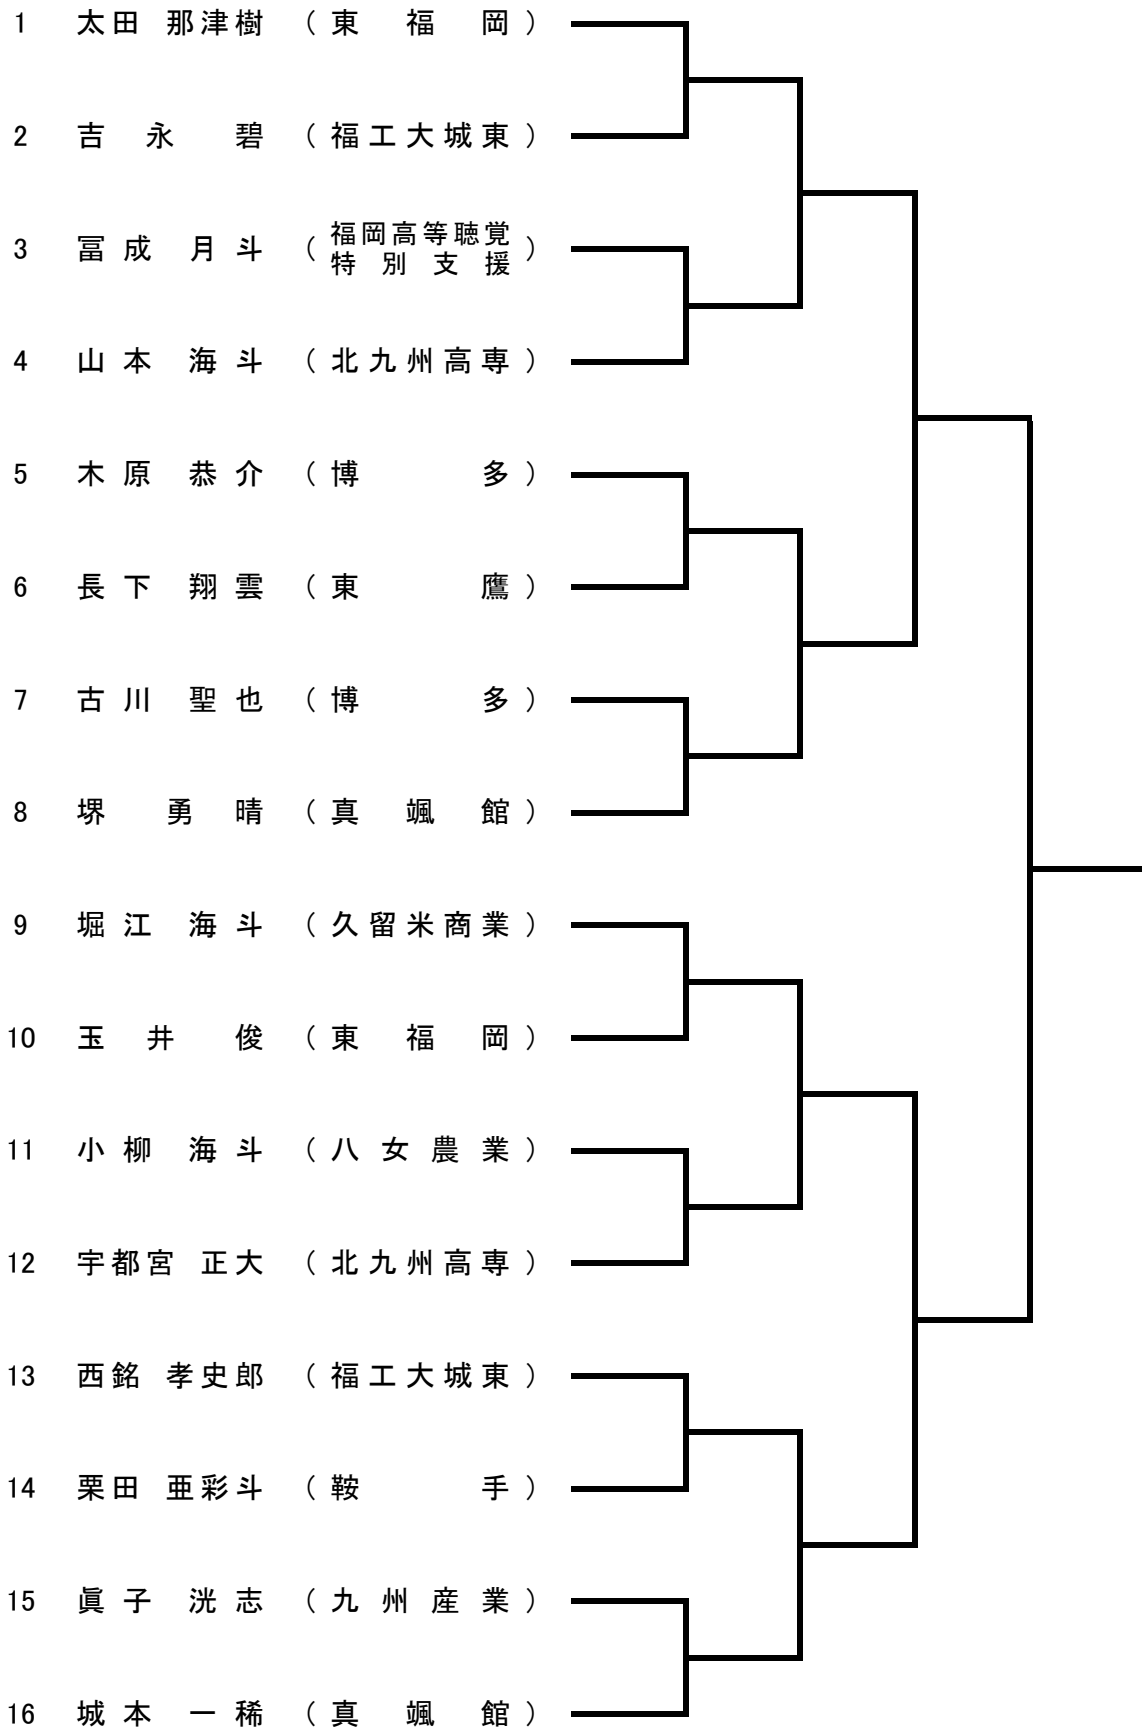 1 太田 那津樹 （東福岡）
2 吉永 碧 （福工大城東）
3 冨成 月斗 （福岡高等聴覚
特別支援）
4 山本 海斗 （北九州高専）
5 木原 恭介 （博多）
6 長下 翔雲 （東鷹）
7 古川 聖也 （博多）
8 堺 勇晴 （真颯館）
9 堀江 海斗 （久留米商業）
10 玉井 俊 （東福岡）
11 小柳 海斗 （八女農業）
12 宇都宮 正大 （北九州高専）
13 西銘 孝史郎 （福工大城東）
14 栗田 亜彩斗 （鞍手）
15 眞子 洸志 （九州産業）
16 城本 一稀 （真颯館）